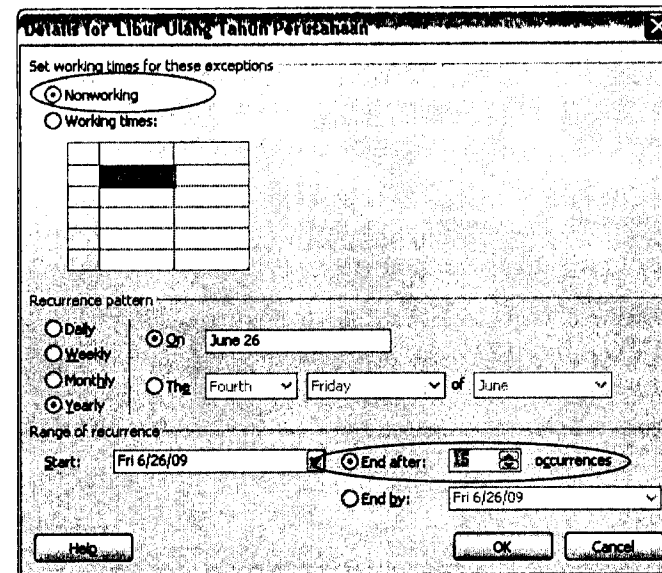 Details for 'Libur Ulang Tahun Perusahaan'
Set working times for these exceptions
Nonworking
Working times:
Recurrence pattern
Daily
Weekly
Monthly
Yearly
On June 26
The Fourth Friday of June
Range of recurrence
Start: Fri 6/26/09 End after: occurrences
End by: Fri 6/26/09
Help OK Cancel